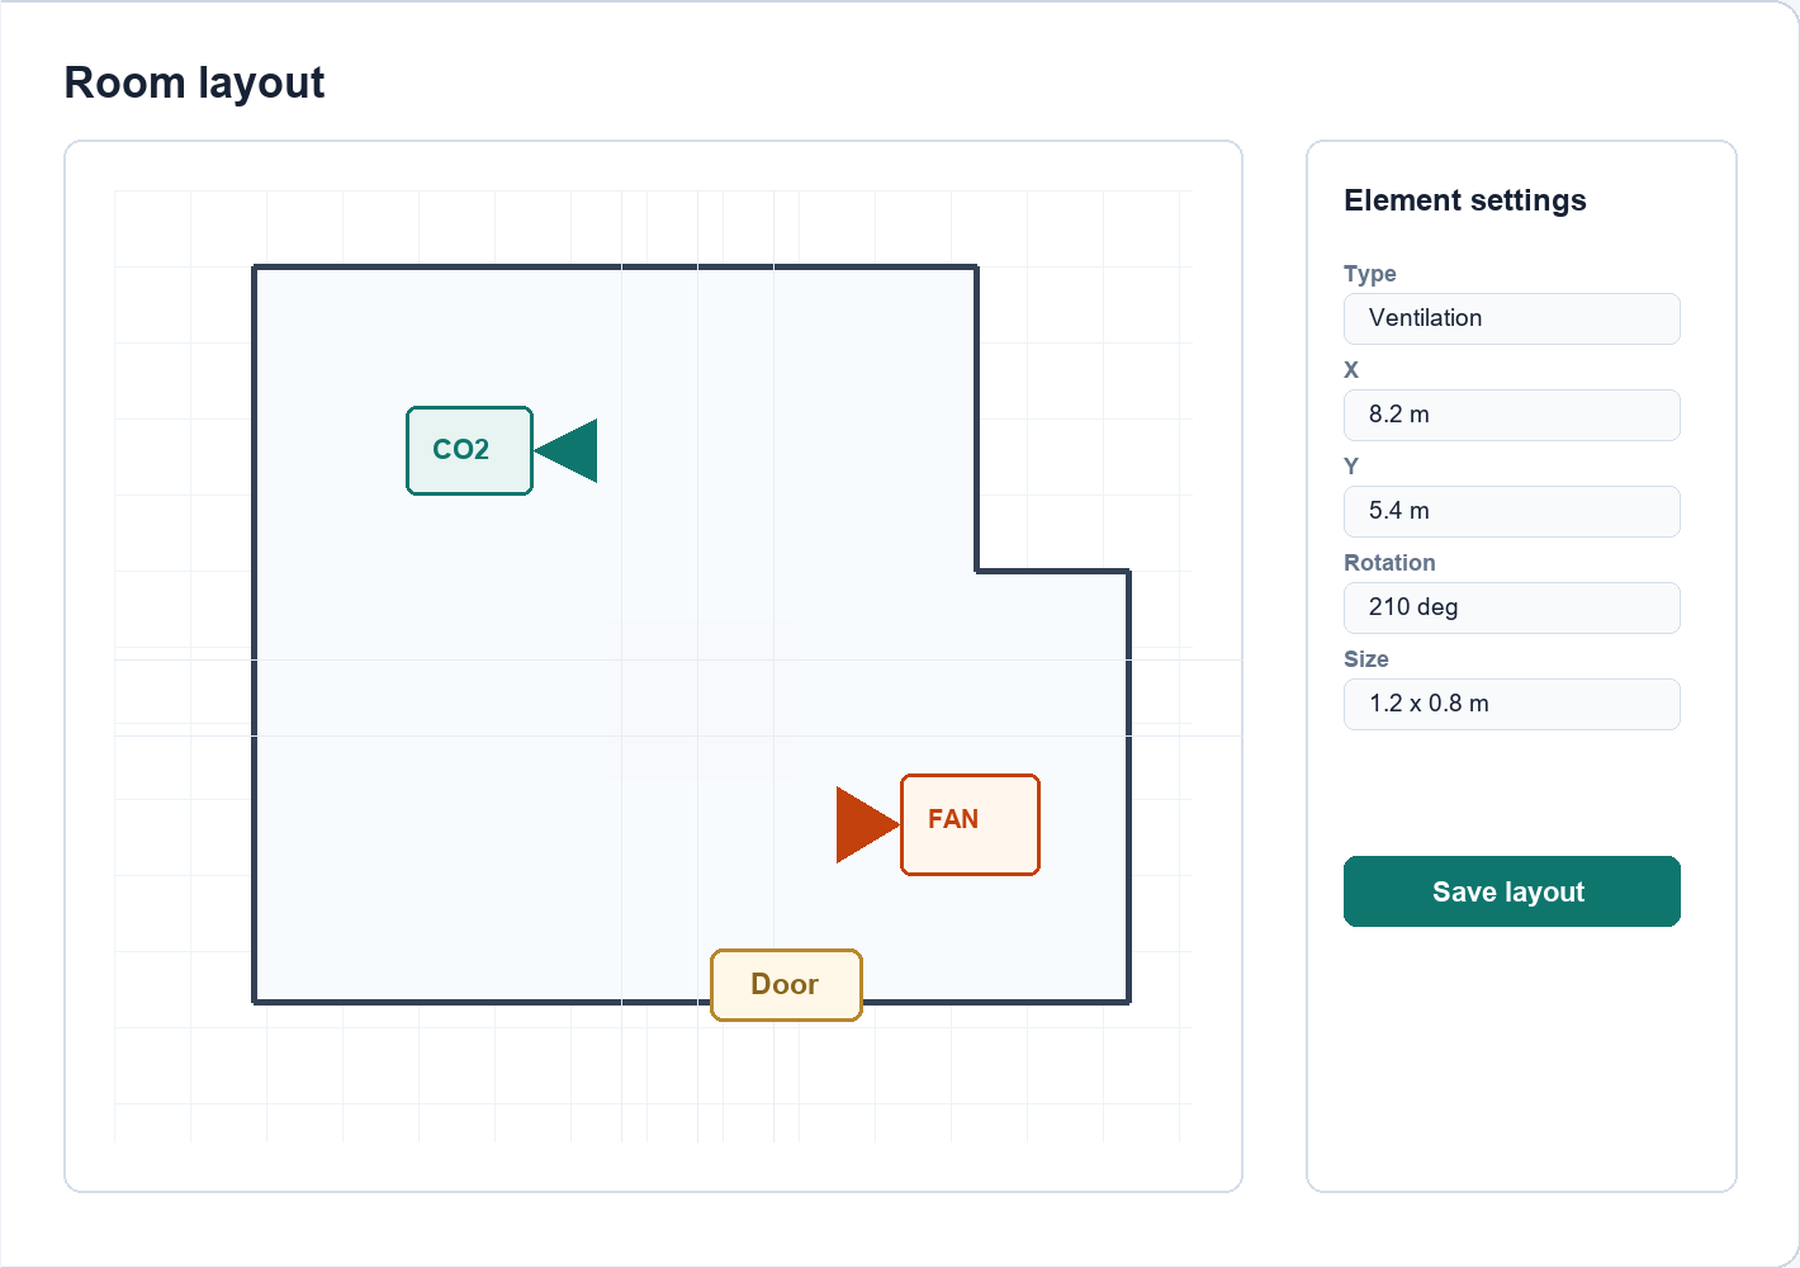 Room layout
CO2
FAN
Door
Element settings
Type
Ventilation
X
8.2 m
Y
5.4 m
Rotation
210 deg
Size
1.2 x 0.8 m
Save layout